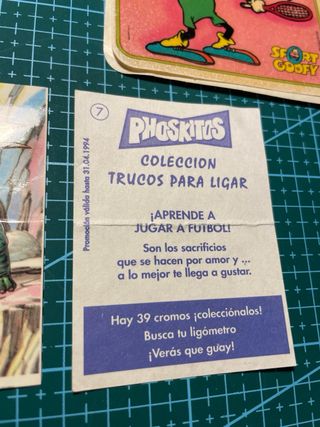 SPORT
GOOFY
7
PHOSKITOS
COLECCION
TRUCOS PARA LIGAR
Promoción válida hasta 31.04.1994
¡APRENDE A
JUGAR A FUTBOL!
Son los sacrificios
que se hacen por amor y ...
a lo mejor te llega a gustar.
Hay 39 cromos ¡colecciónalos!
Busca tu ligómetro
¡Verás que guay!